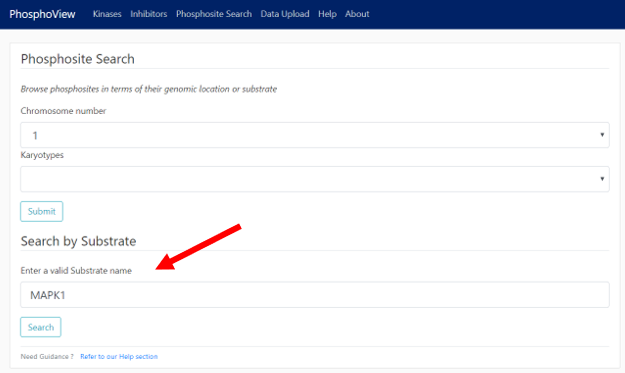 PhosphoView Kinases Inhibitors Phosphosite Search Data Upload Help About
Phosphosite Search
Browse phosphosites in terms of their genomic location or substrate
Chromosome number
1
Karyotypes
Submit
Search by Substrate
Enter a valid Substrate name
MAPK1
Search
Need Guidance ? Refer to our Help section